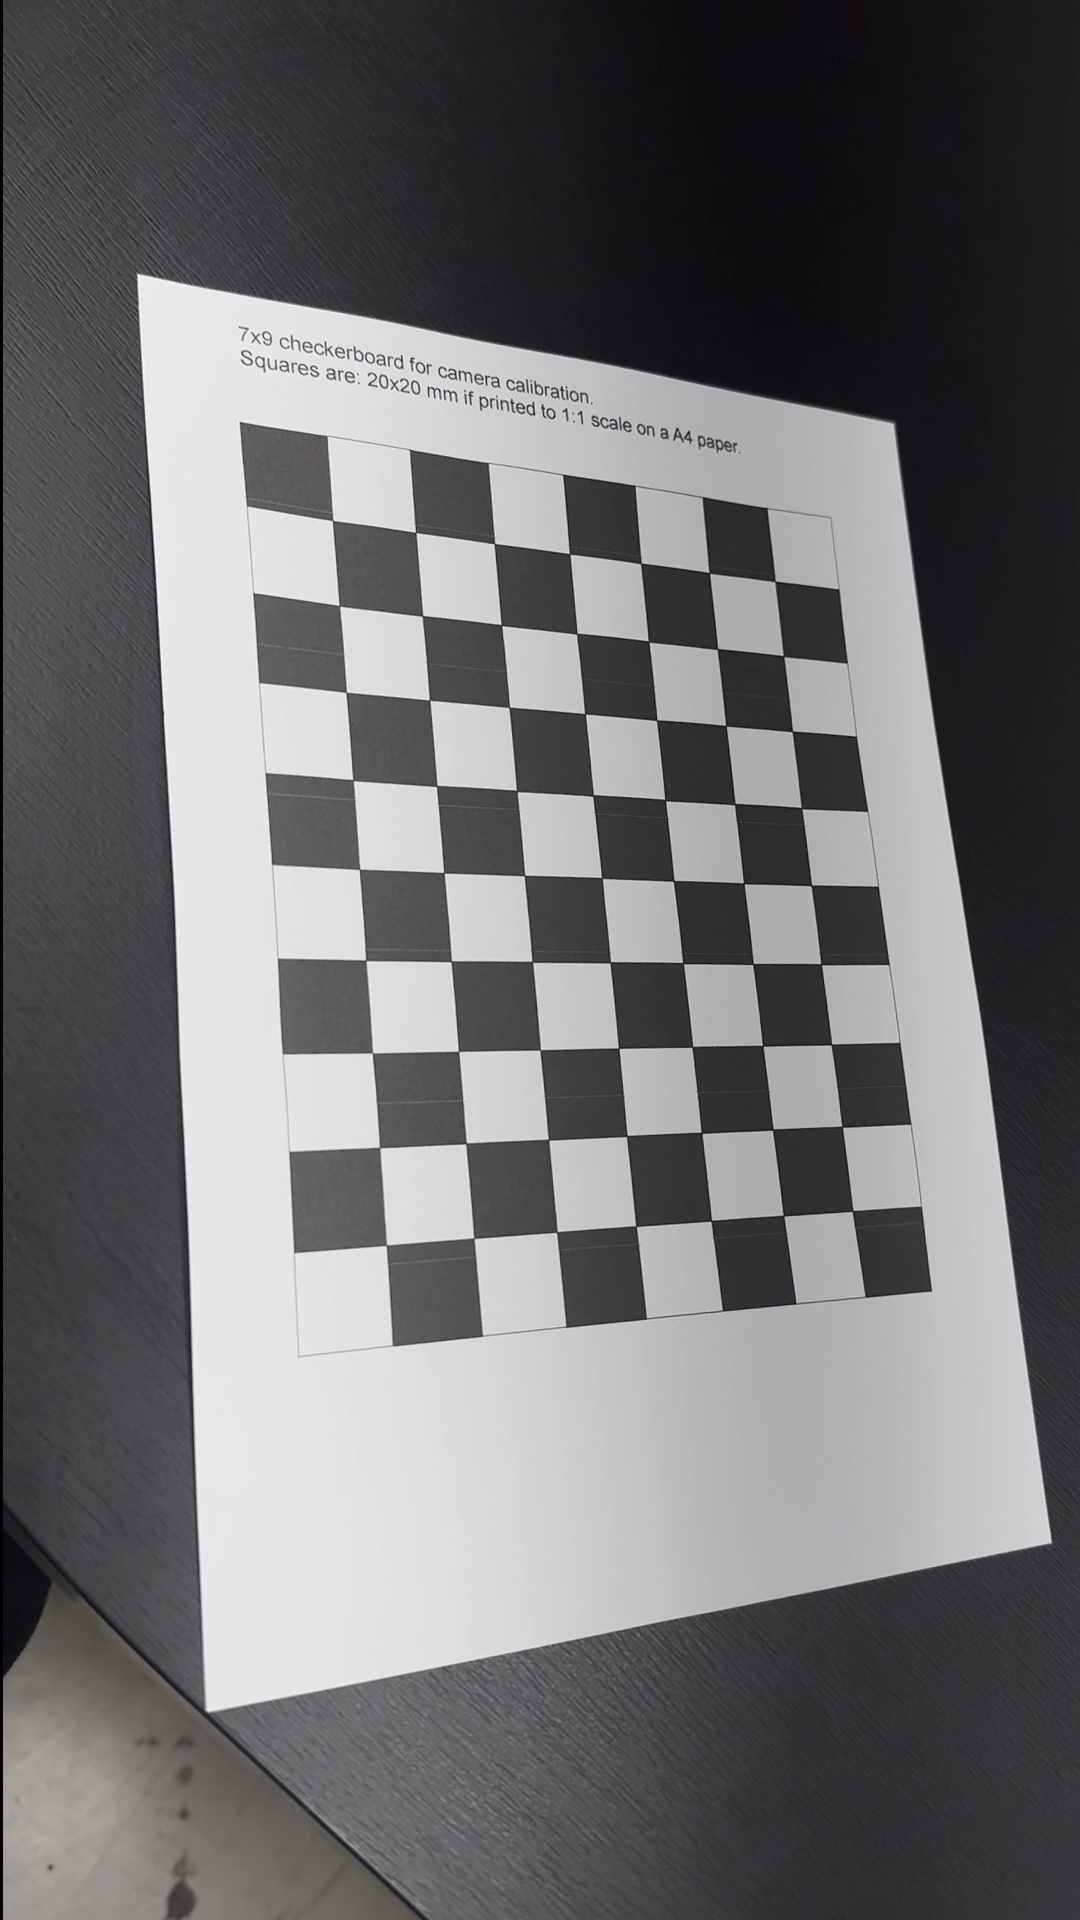 7x9 checkerboard for camera calibration.
Squares are: 20x20 mm if printed to 1:1 scale on a A4 paper.